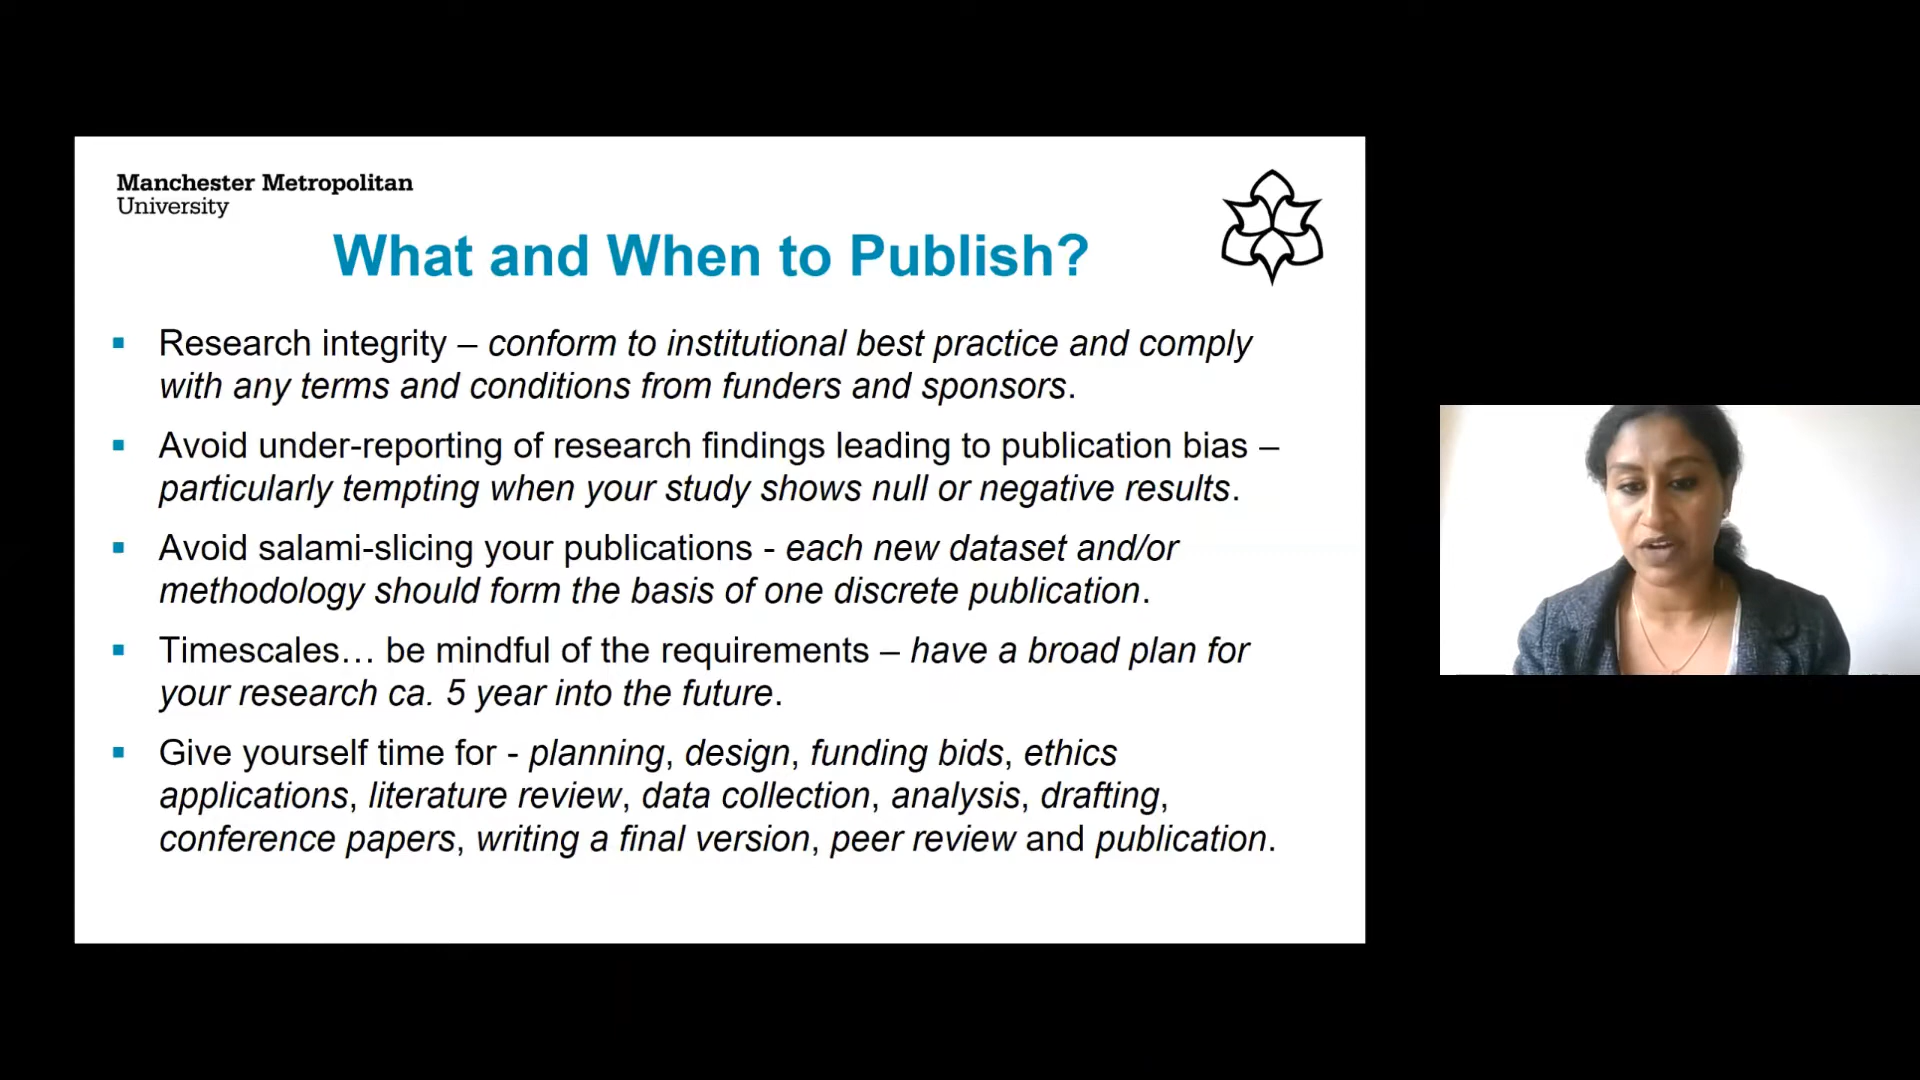 Manchester Metropolitan
University
What and When to Publish?
Research integrity – conform to institutional best practice and comply
with any terms and conditions from funders and sponsors.
Avoid under-reporting of research findings leading to publication bias –
particularly tempting when your study shows null or negative results.
Avoid salami-slicing your publications - each new dataset and/or
methodology should form the basis of one discrete publication.
Timescales… be mindful of the requirements – have a broad plan for
your research ca. 5 year into the future.
Give yourself time for - planning, design, funding bids, ethics
applications, literature review, data collection, analysis, drafting,
conference papers, writing a final version, peer review and publication.